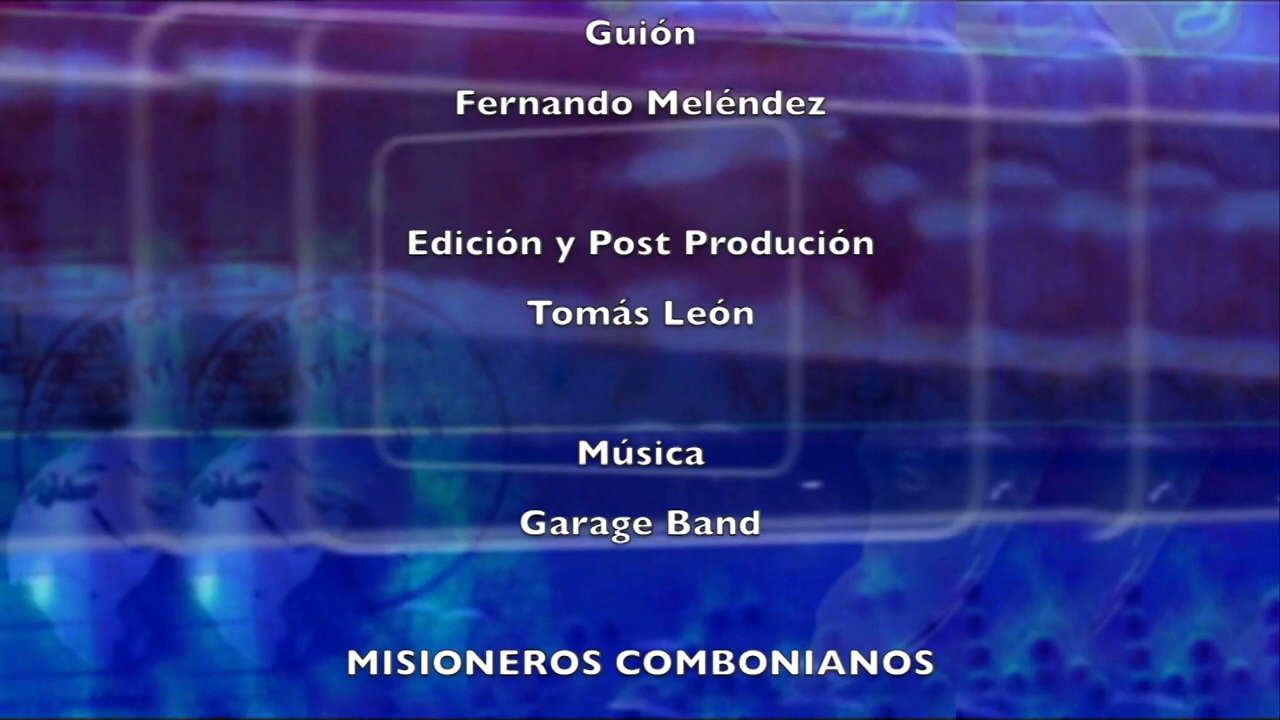 Guión
Fernando Meléndez
Edición y Post Produción
Tomás León
Música
Garage Band
MISIONEROS COMBONIANOS